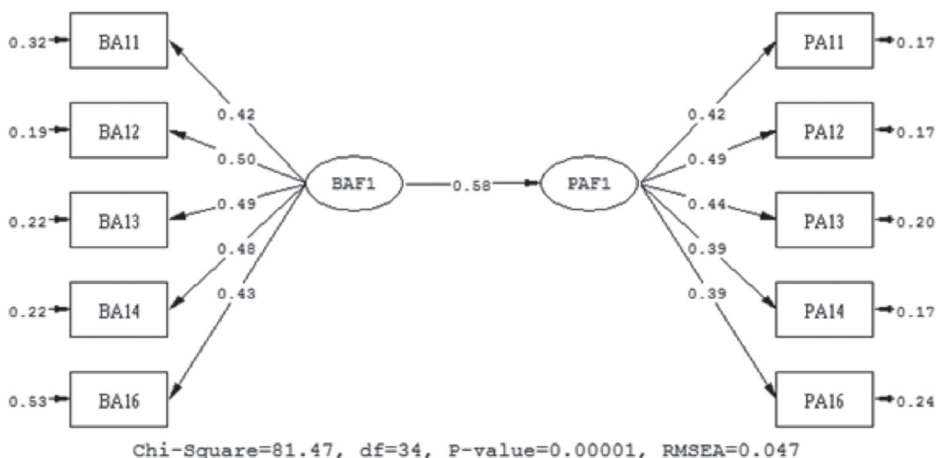 0.32 BA11 PA11 0.17
0.42 0.42
0.19 BA12 PA12 0.17
0.50 0.49
BAF1 0.58 PAF1
0.49 0.44
0.22 BA13 PA13 0.20
0.48 0.39
0.43 0.39
0.22 BA14 PA14 0.17
0.53 BA16 PA16 0.24
Chi-Square=81.47, df=34, P-value=0.00001, RMSEA=0.047